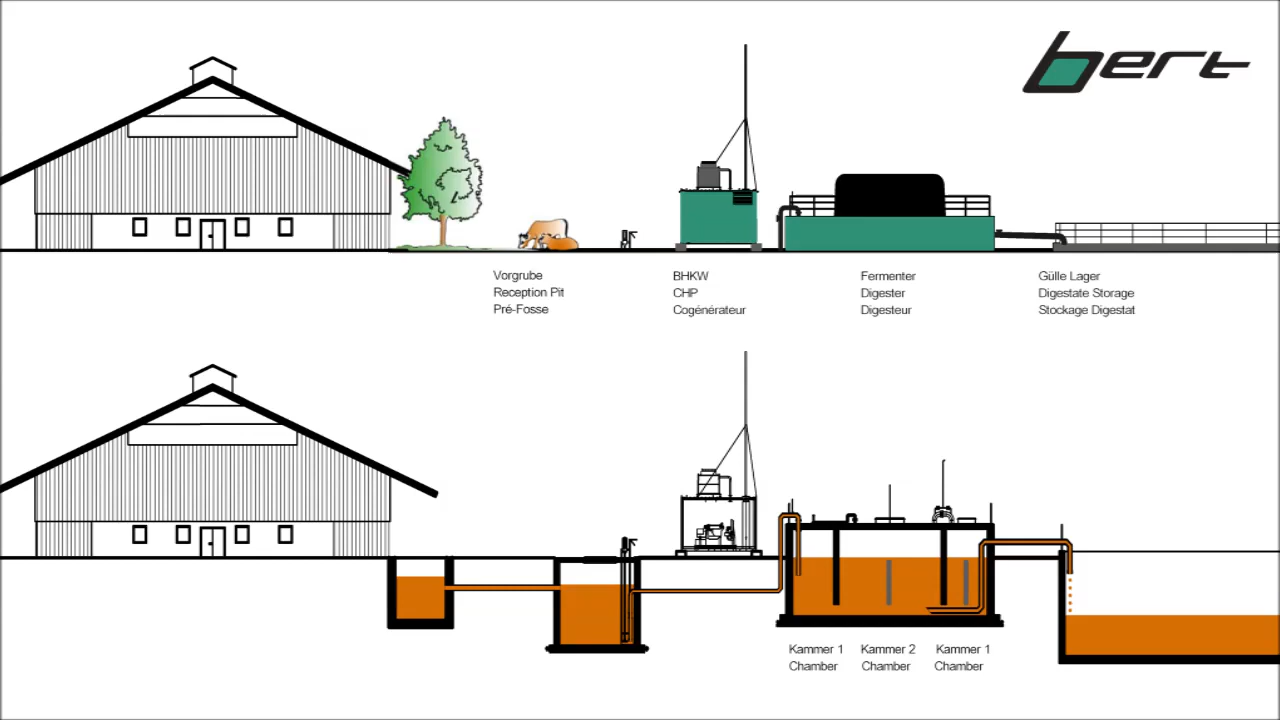 bert
Vorgrube
Reception Pit
Pré-Fosse
BHKW
CHP
Cogénérateur
Fermenter
Digester
Digesteur
Gülle Lager
Digestate Storage
Stockage Digestat
Kammer 1
Chamber
Kammer 2
Chamber
Kammer 1
Chamber